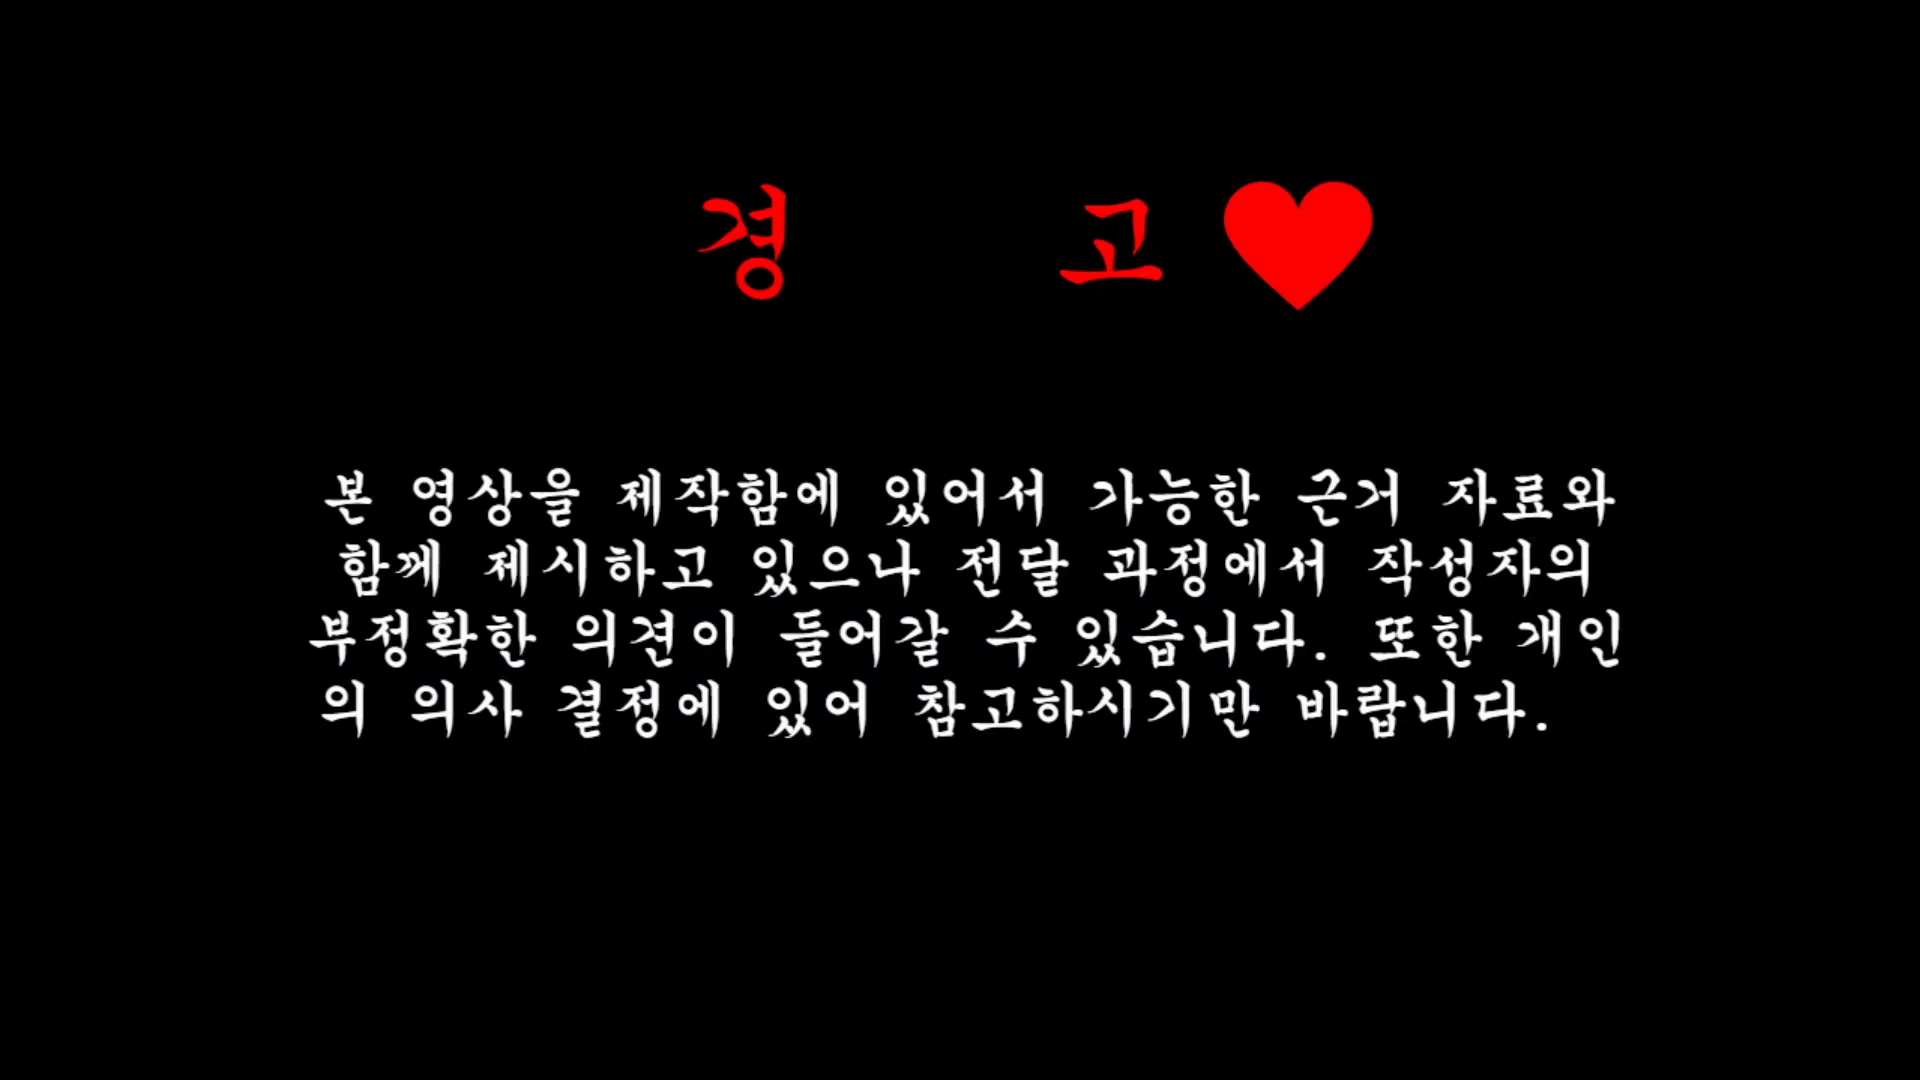 경 고♥
본 영상을 제작함에 있어서 가능한 근거 자료와
함께 제시하고 있으나 전달 과정에서 작성자의
부정확한 의견이 들어갈 수 있습니다. 또한 개인
의 의사 결정에 있어 참고하시기만 바랍니다.